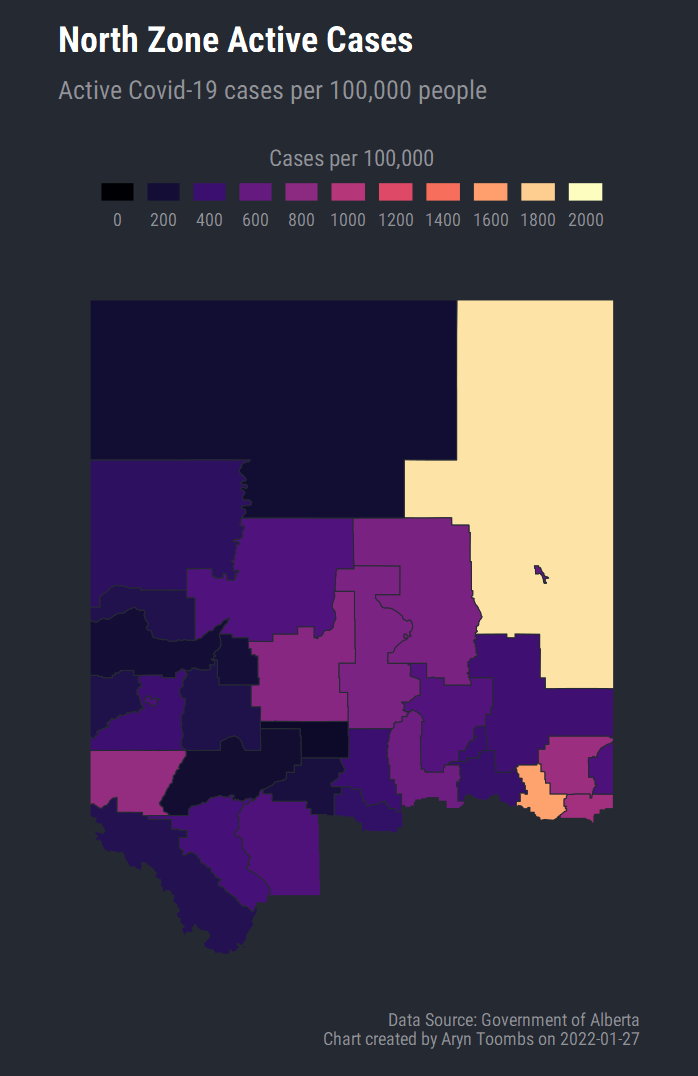 North Zone Active Cases
Active Covid-19 cases per 100,000 people
Cases per 100,000
0 200 400 600 800 1000 1200 1400 1600 1800 2000
Data Source: Government of Alberta
Chart created by Aryn Toombs on 2022-01-27